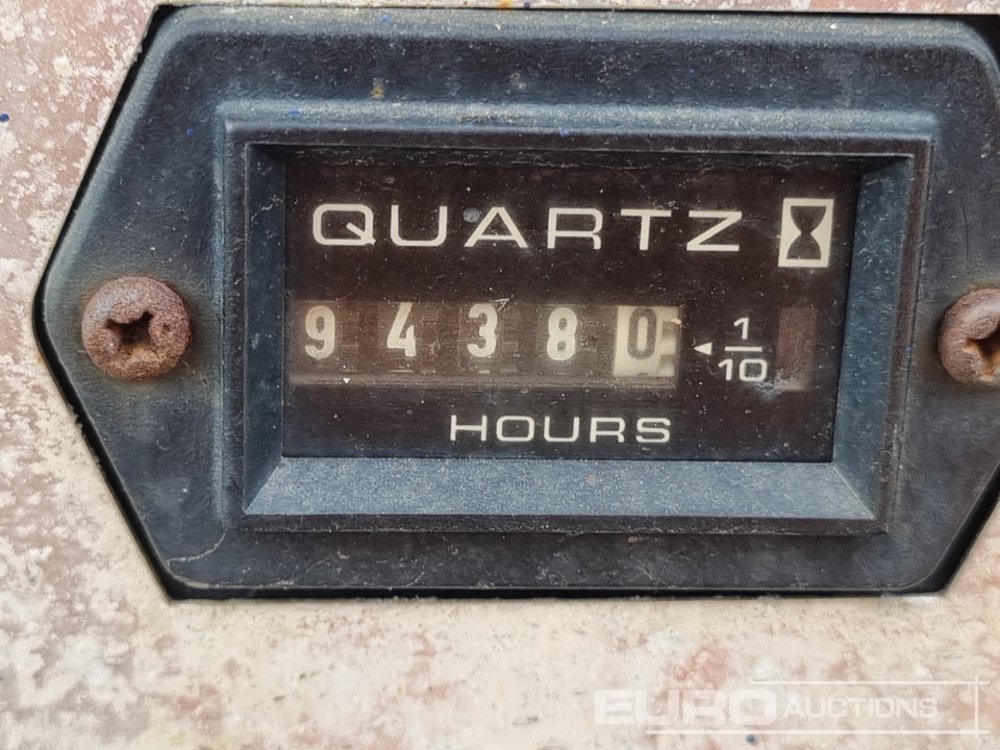 QUARTZ
94380 1/10
HOURS
EURO AUCTIONS